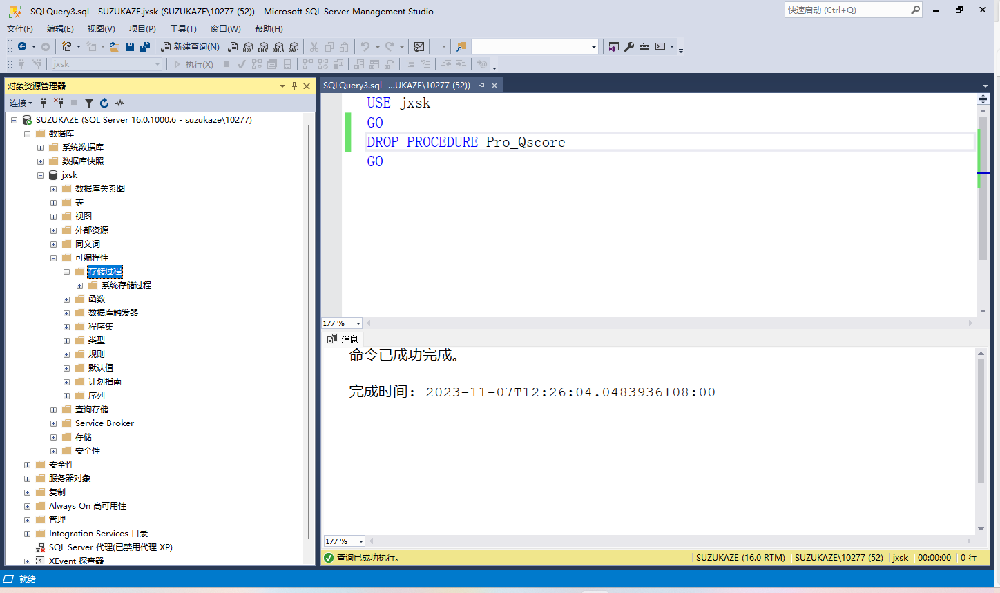 SQLQuery3.sql - SUZUKAZE.jxsk (SUZUKAZE\10277 (52)) - Microsoft SQL Server Management Studio
快速启动 (Ctrl+Q)
文件(F) 编辑(E) 视图(V) 项目(P) 工具(T) 窗口(W) 帮助(H)
新建查询(N) MDX DMX XMLA DAX
jxsk 执行(X)
对象资源管理器
连接
SUZUKAZE (SQL Server 16.0.1000.6 - suzukaze\10277)
数据库
系统数据库
数据库快照
jxsk
数据库关系图
表
视图
外部资源
同义词
可编程性
存储过程
系统存储过程
函数
数据库触发器
程序集
类型
规则
默认值
计划指南
序列
查询存储
Service Broker
存储
安全性
安全性
服务器对象
复制
Always On 高可用性
管理
Integration Services 目录
SQL Server 代理(已禁用代理 XP)
XEvent 探查器
SQLQuery3.sql -...UKAZE\10277 (52))
USE jxsk
GO
DROP PROCEDURE Pro_Qscore
GO
177 %
消息
命令已成功完成。
完成时间: 2023-11-07T12:26:04.0483936+08:00
177 %
查询已成功执行。 SUZUKAZE (16.0 RTM) SUZUKAZE\10277 (52) jxsk 00:00:00 0 行
就绪